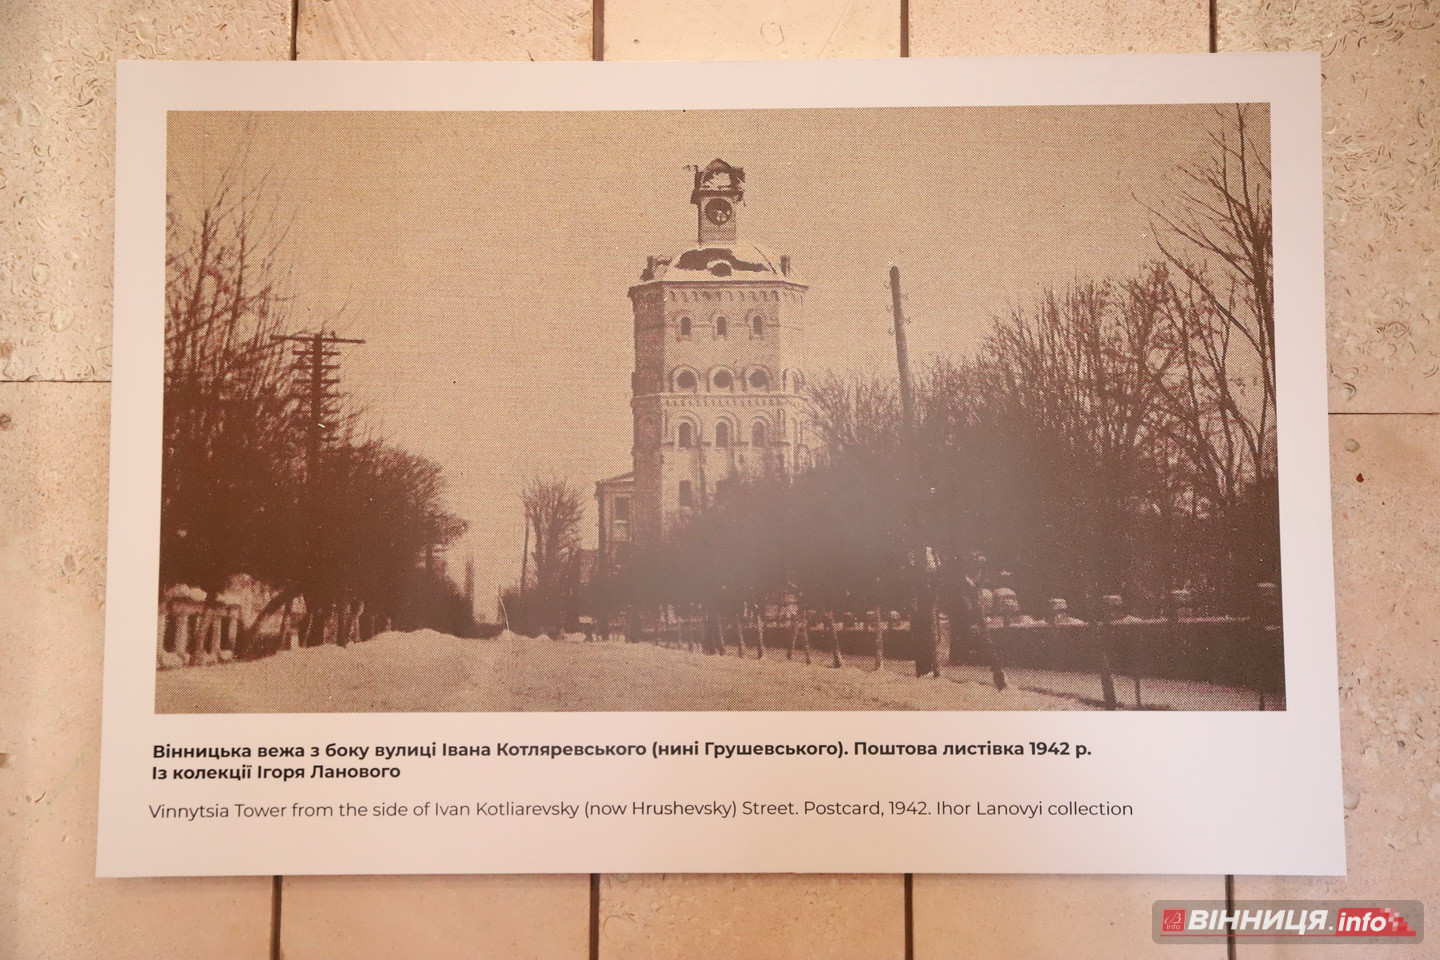 Вінницька вежа з боку вулиці Івана Котляревського (нині Грушевського). Поштова листівка 1942 р.
Із колекції Ігоря Ланового
Vinnytsia Tower from the side of Ivan Kotliarevsky (now Hrushevsky) Street. Postcard, 1942. Ihor Lanovyi collection
ВІННИЦЯ.info